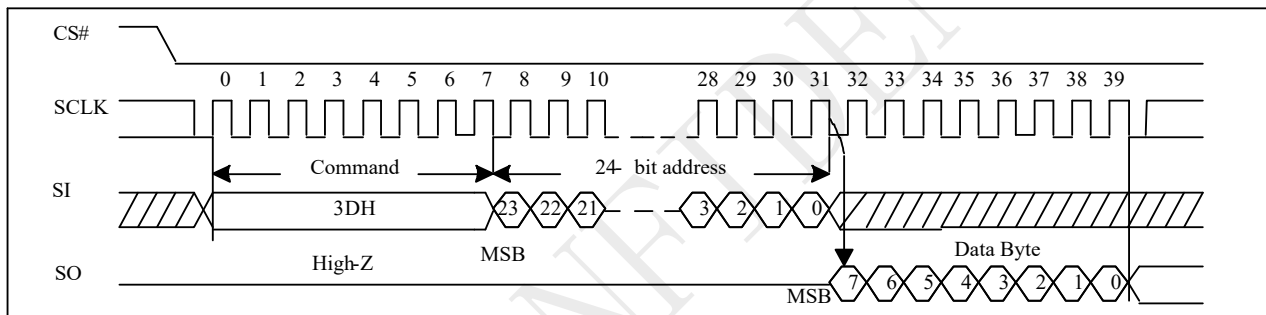 CS#
0 1 2 3 4 5 6 7 8 9 10 28 29 30 31 32 33 34 35 36 37 38 39
SCLK
Command 24- bit address
SI
3DH 23 22 21 3 2 1 0
High-Z MSB Data Byte
SO
MSB 7 6 5 4 3 2 1 0